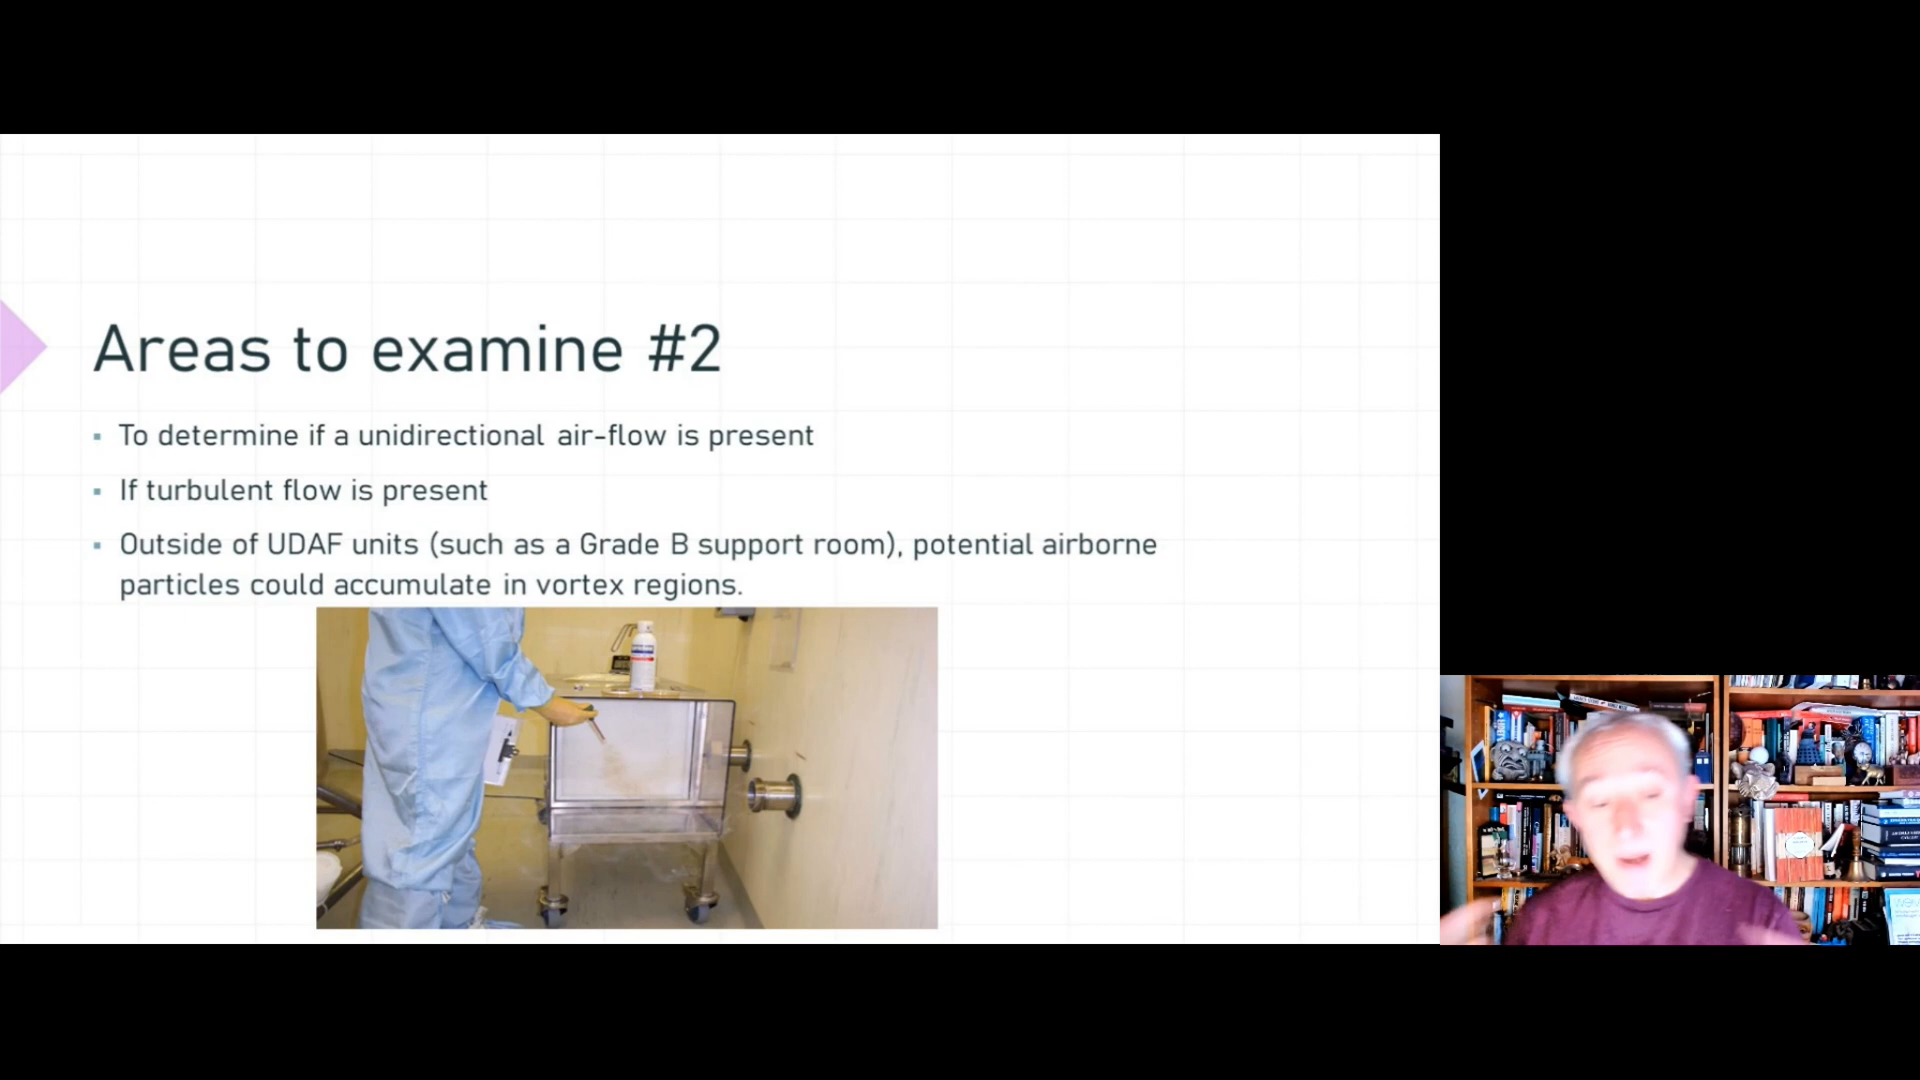 Areas to examine #2
To determine if a unidirectional air-flow is present
If turbulent flow is present
Outside of UDAF units (such as a Grade B support room), potential airborne
particles could accumulate in vortex regions.